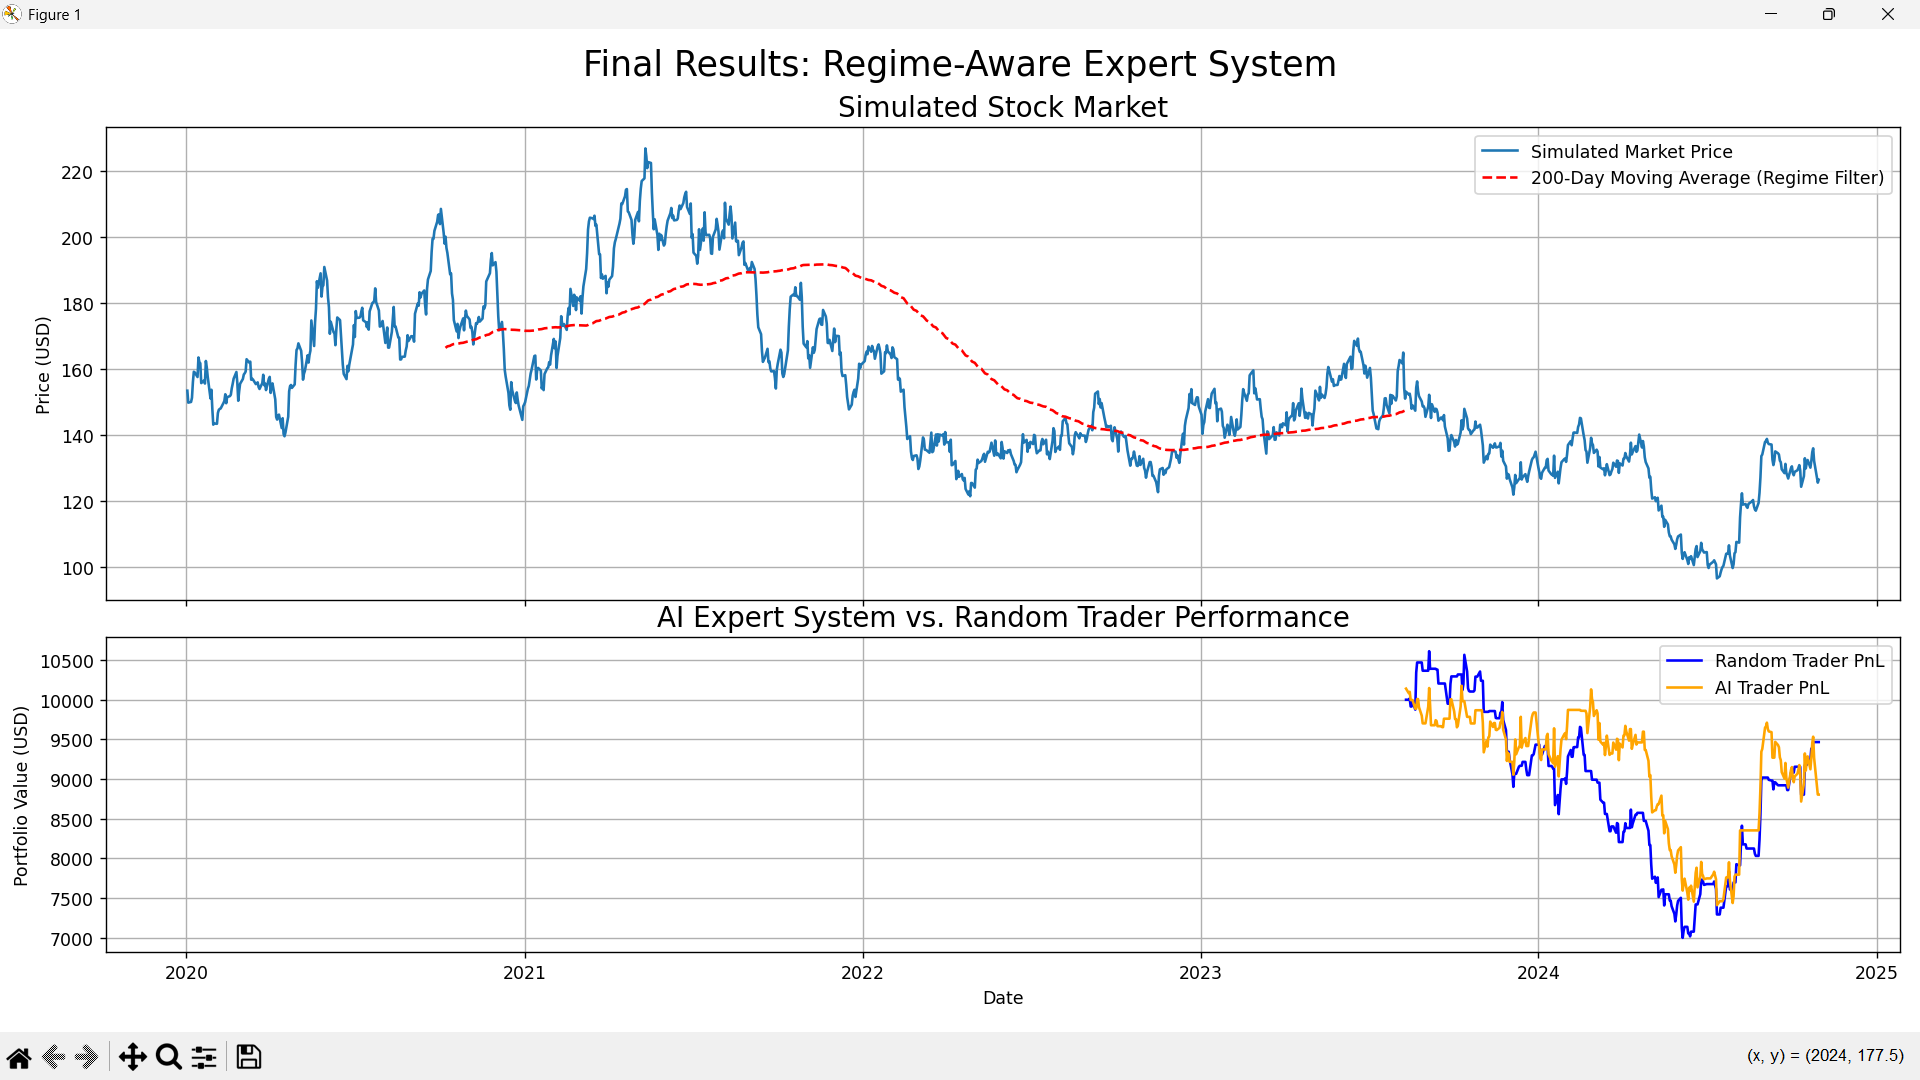 Figure 1
Final Results: Regime-Aware Expert System
Simulated Stock Market
Simulated Market Price
200-Day Moving Average (Regime Filter)
Price (USD)
220
200
180
160
140
120
100
AI Expert System vs. Random Trader Performance
Random Trader PnL
AI Trader PnL
Portfolio Value (USD)
10500
10000
9500
9000
8500
8000
7500
7000
2020
2021
2022
2023
2024
2025
Date
(x, y) = (2024, 177.5)